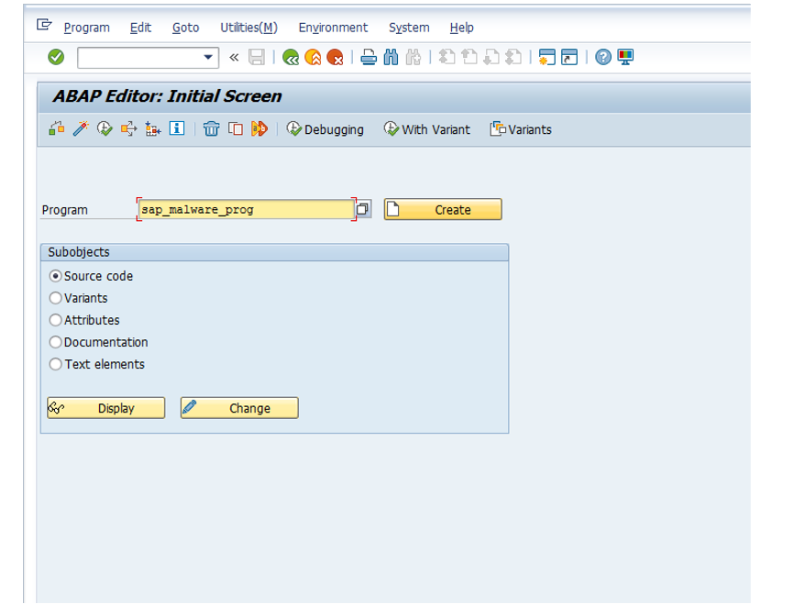 Program Edit Goto Utilities(M) Environment System Help
ABAP Editor: Initial Screen
Debugging With Variant Variants
Program sap_malware_prog Create
Subobjects
Source code
Variants
Attributes
Documentation
Text elements
Display Change